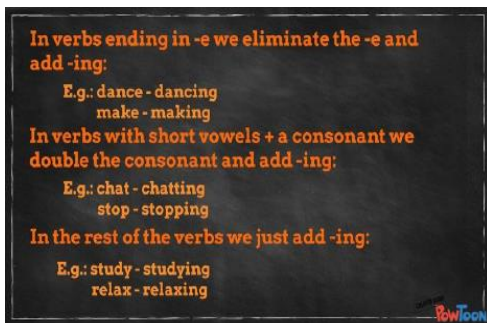 In verbs ending in -e we eliminate the -e and
add -ing:
E.g.: dance - dancing
make - making
In verbs with short vowels + a consonant we
double the consonant and add -ing:
E.g.: chat - chatting
stop - stopping
In the rest of the verbs we just add -ing:
E.g.: study - studying
relax - relaxing
POWTOON